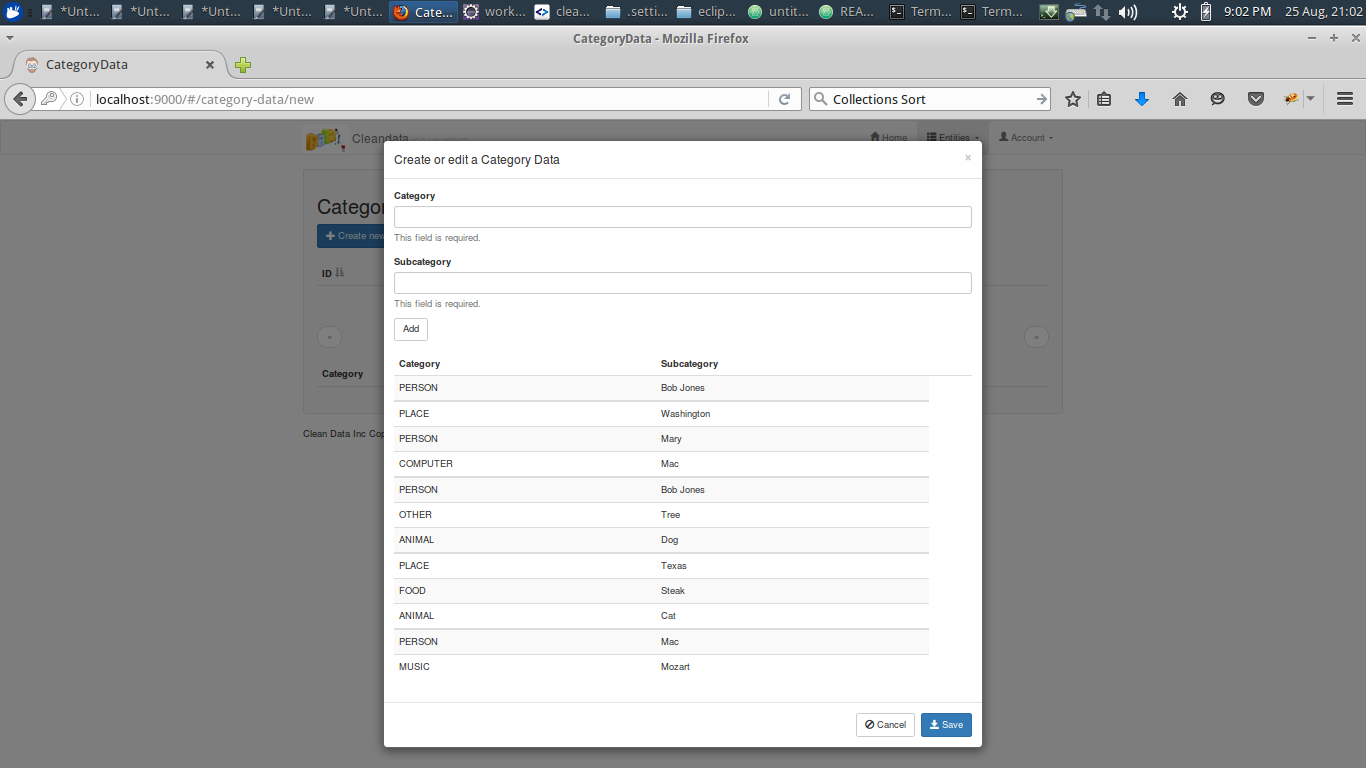 *Unt... *Unt... *Unt... *Unt... *Unt... Cate... work... clea... .setti... eclip... untit... REA... Term... Term... 9:02 PM 25 Aug, 21:02
CategoryData - Mozilla Firefox
CategoryData
localhost:9000/#/category-data/new Collections Sort
Cleandata Home Entities Account
Create or edit a Category Data ×
Category
This field is required.
Subcategory
This field is required.
Add
Categor
Create new
ID
«
»
Category
Clean Data Inc Cop
Category Subcategory
PERSON Bob Jones
PLACE Washington
PERSON Mary
COMPUTER Mac
PERSON Bob Jones
OTHER Tree
ANIMAL Dog
PLACE Texas
FOOD Steak
ANIMAL Cat
PERSON Mac
MUSIC Mozart
Cancel Save